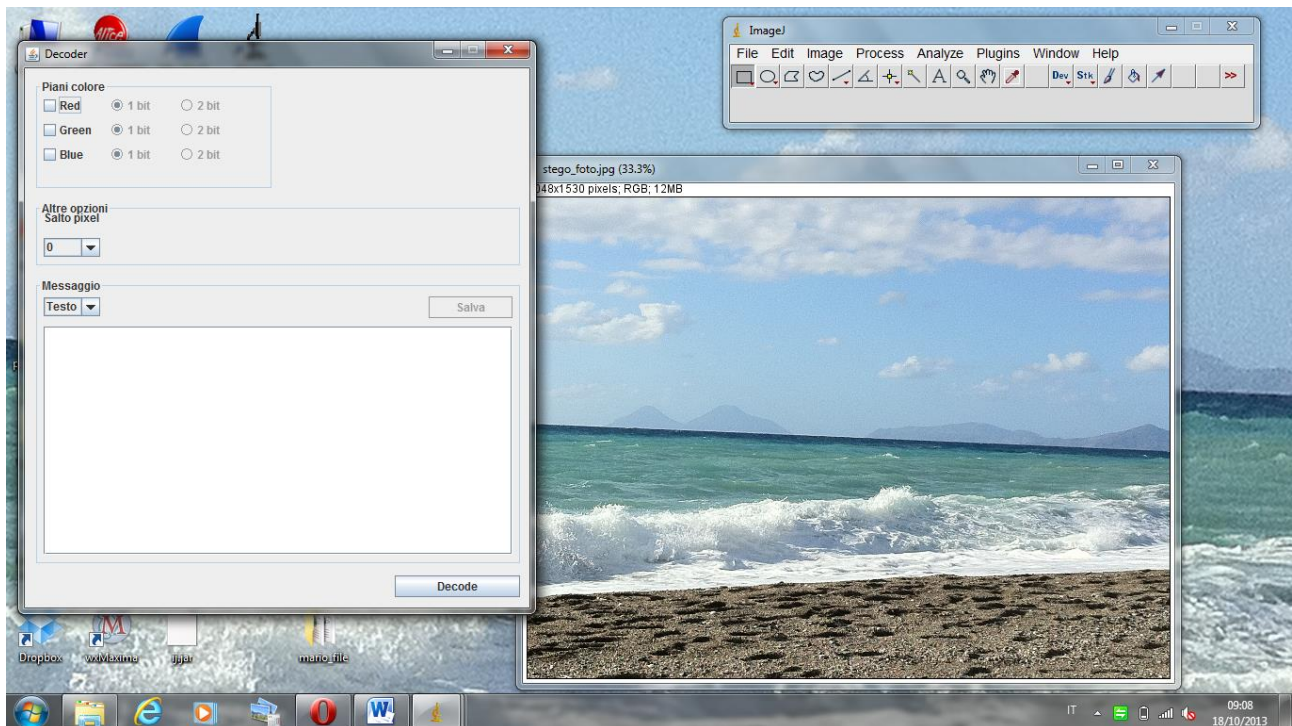 Alice
Decoder
Piani colore
Red 1 bit 2 bit
Green 1 bit 2 bit
Blue 1 bit 2 bit
Altre opzioni
Salto pixel
0
Messaggio
Testo Salva
Decode
ImageJ
File Edit Image Process Analyze Plugins Window Help
A Dev Stk >>
stego_foto.jpg (33.3%)
048x1530 pixels; RGB; 12MB
Dropbox wxMaxima mario_file
IT 09:08
18/10/2013